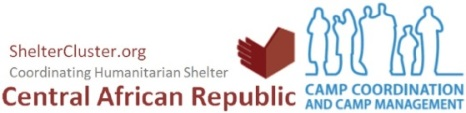 ShelterCluster.org
Coordinating Humanitarian Shelter
Central African Republic
CAMP COORDINATION
AND CAMP MANAGEMENT